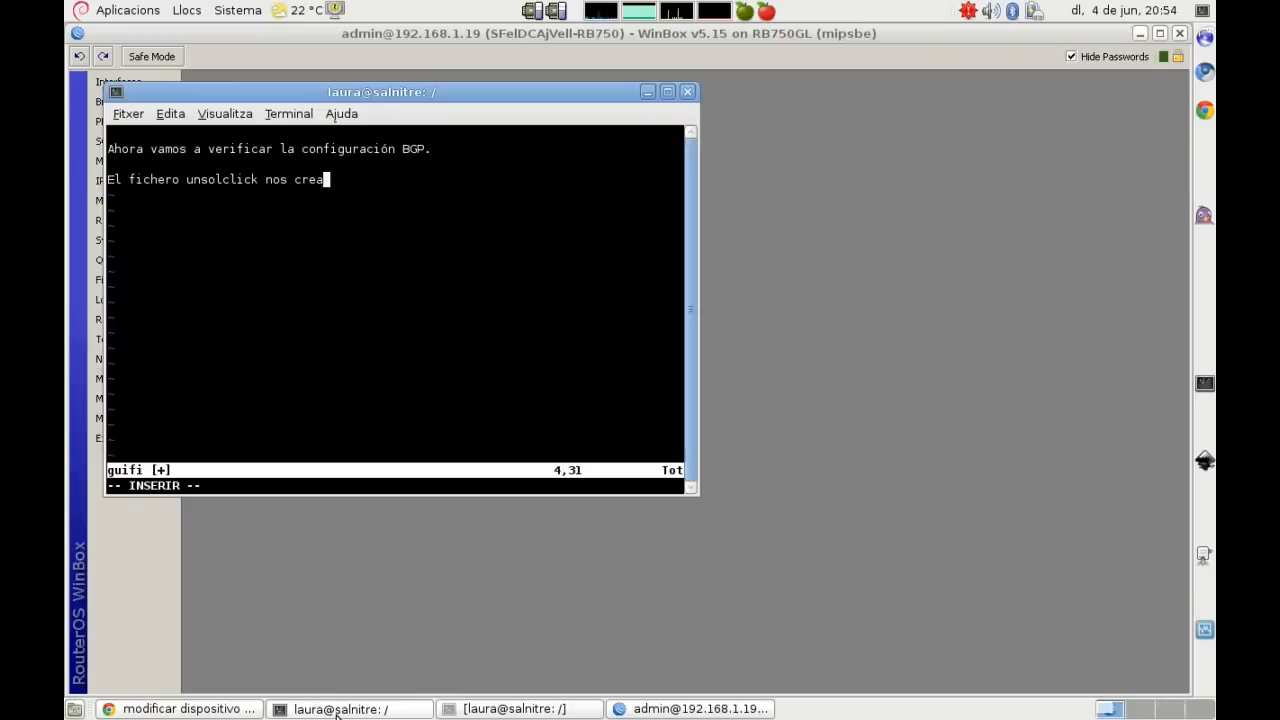 Aplicacions Llocs Sistema 22 °C dl, 4 de jun, 20:54
admin@192.168.1.19 (SFelDCAjVell-RB750) - WinBox v5.15 on RB750GL (mipsbe)
Safe Mode Hide Passwords
laura@salnitre: /
Fitxer Edita Visualitza Terminal Ajuda
Ahora vamos a verificar la configuración BGP.
El fichero unsolclick nos crea
guifi [+] 4,31 Tot
-- INSERIR --
RouterOS WinBox
modificar dispositivo ... laura@salnitre: / [laura@salnitre: /] admin@192.168.1.19...